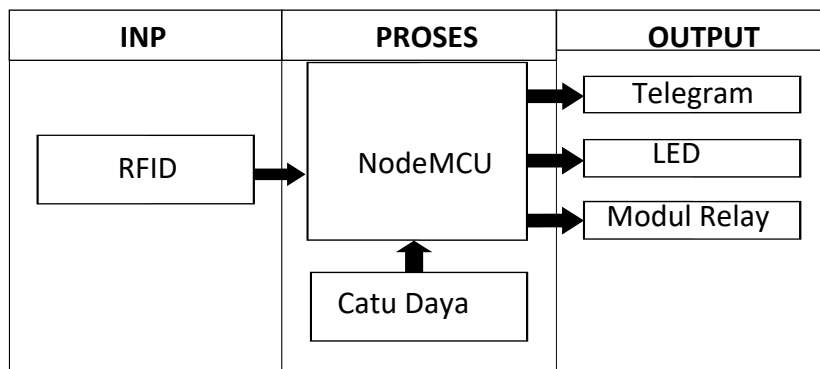 INP
PROSES
OUTPUT
RFID
NodeMCU
Catu Daya
Telegram
LED
Modul Relay